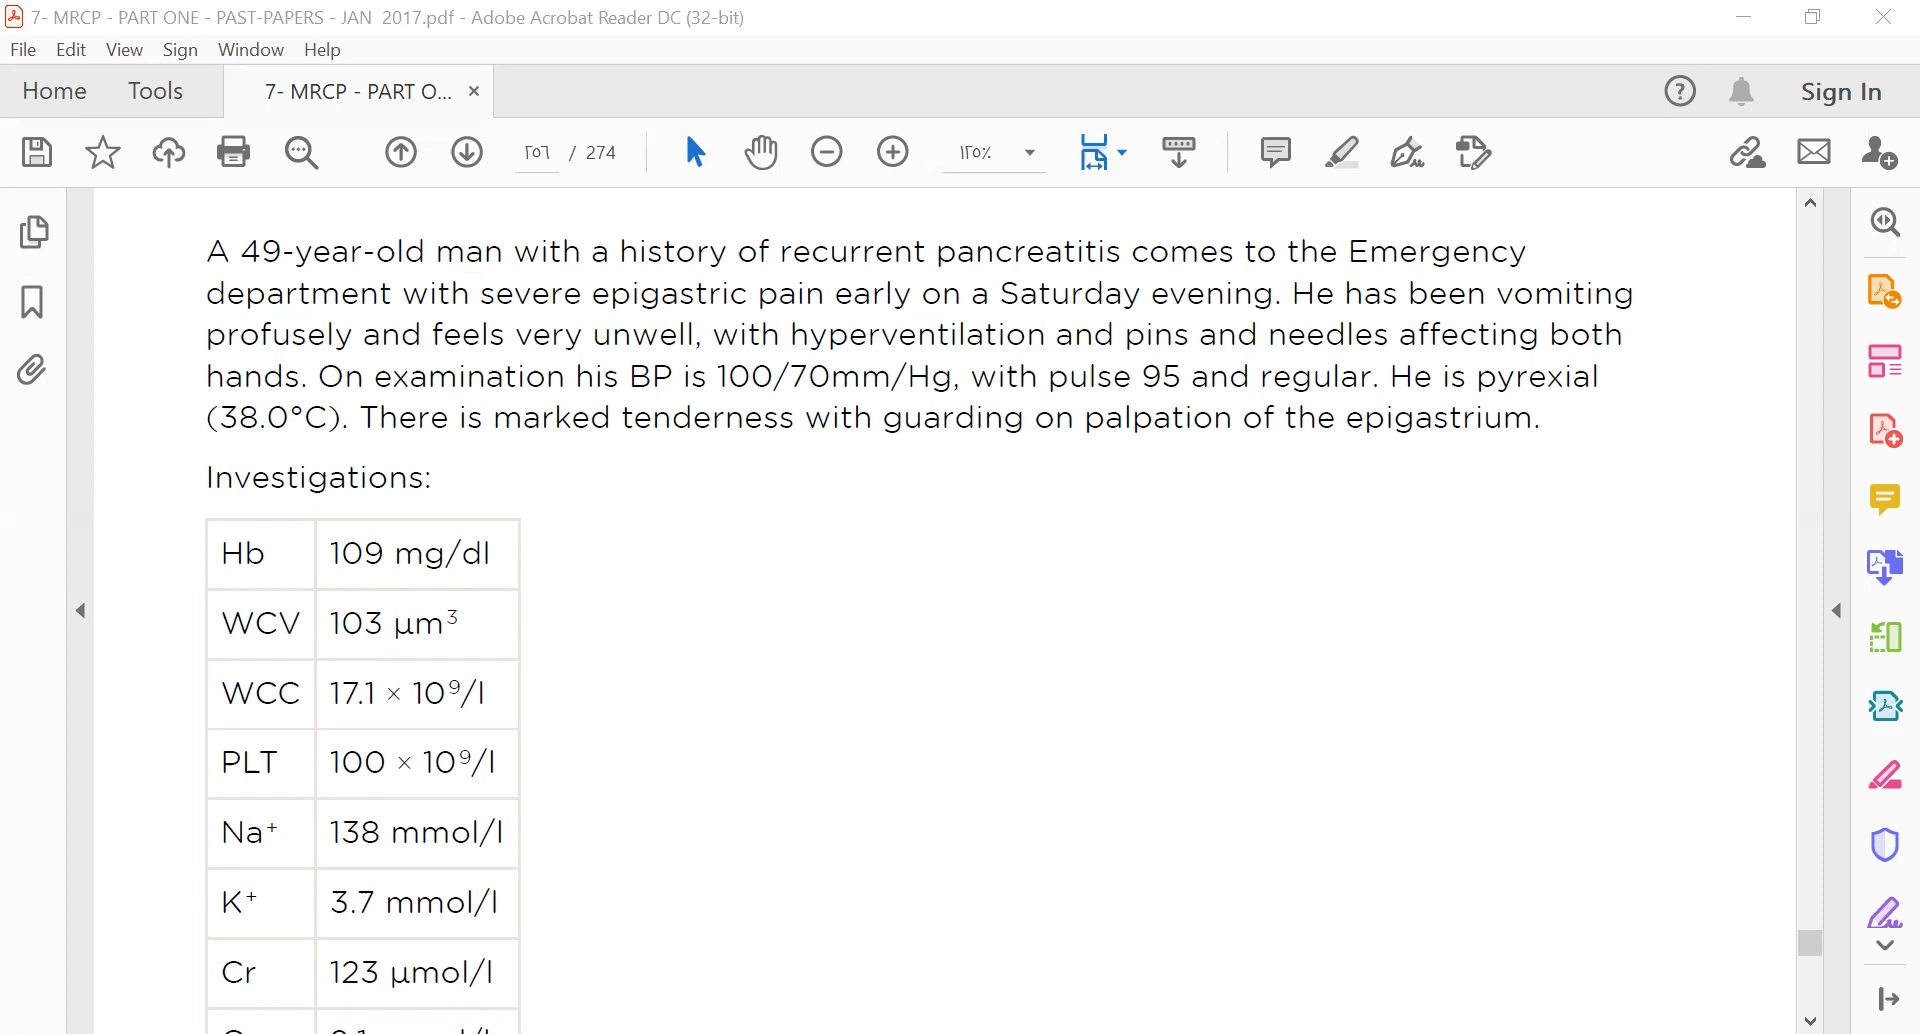 7- MRCP - PART ONE - PAST-PAPERS - JAN  2017.pdf - Adobe Acrobat Reader DC (32-bit)
File Edit View Sign Window Help
Home Tools 7- MRCP - PART O... × Sign In
٢٥٦ / 274 ١٢٥٪
A 49-year-old man with a history of recurrent pancreatitis comes to the Emergency
department with severe epigastric pain early on a Saturday evening. He has been vomiting
profusely and feels very unwell, with hyperventilation and pins and needles affecting both
hands. On examination his BP is 100/70mm/Hg, with pulse 95 and regular. He is pyrexial
(38.0°C). There is marked tenderness with guarding on palpation of the epigastrium.
Investigations:
Hb 109 mg/dl
WCV 103 µm³
WCC 17.1 × 10⁹/l
PLT 100 × 10⁹/l
Na⁺ 138 mmol/l
K⁺ 3.7 mmol/l
Cr 123 µmol/l